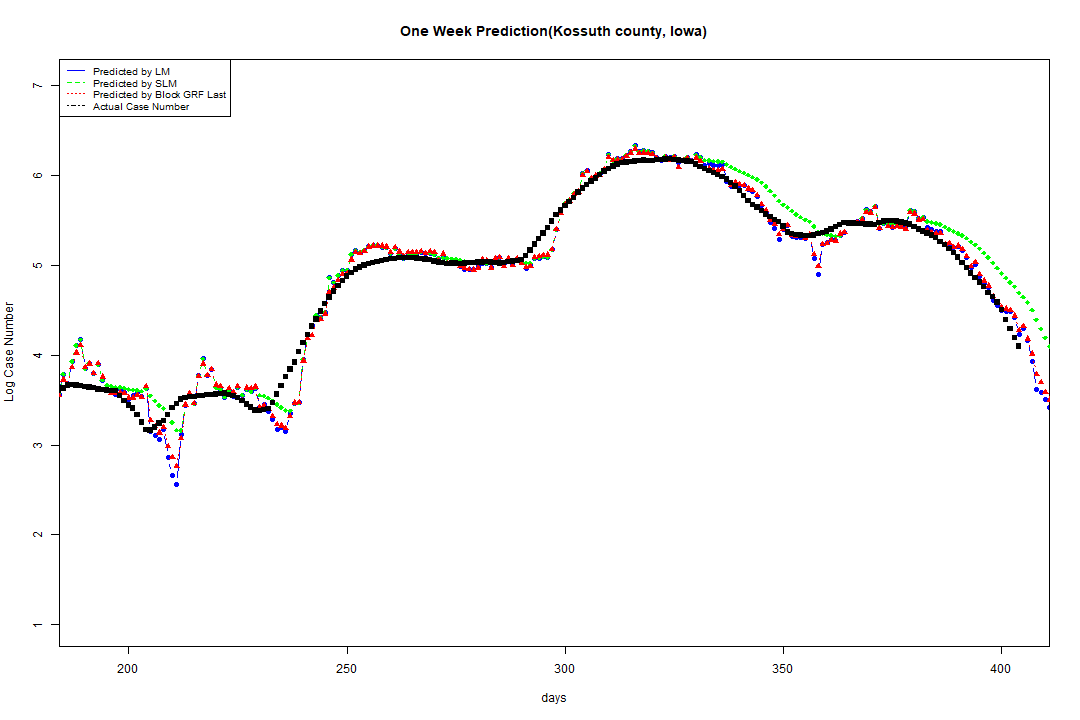 One Week Prediction(Kossuth county, Iowa)
Predicted by LM
Predicted by SLM
Predicted by Block GRF Last
Actual Case Number
7
6
5
4
3
2
1
Log Case Number
200 250 300 350 400
days